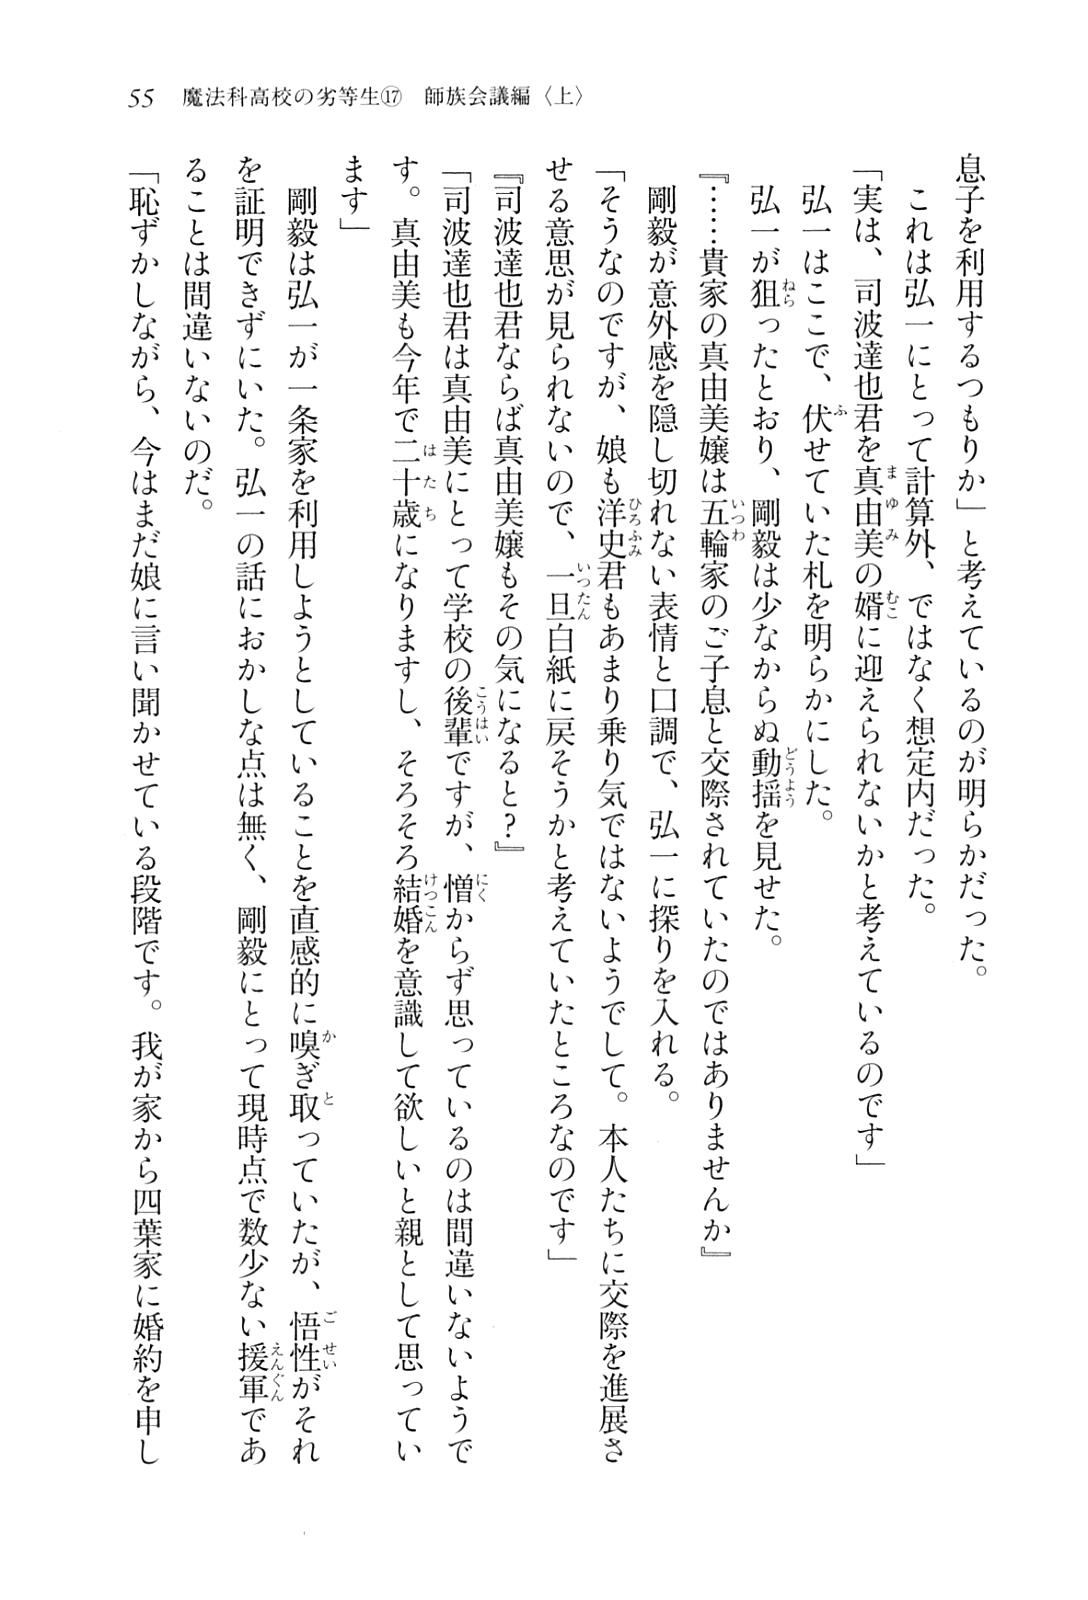 55　魔法科高校の劣等生⑰　師族会議編〈上〉
息子を利用するつもりか」と考えているのが明らかだった。
　これは弘一にとって計算外、ではなく想定内だった。
「実は、司波達也君を真由美の婿に迎えられないかと考えているのです」
　弘一はここで、伏せていた札を明らかにした。
　弘一が狙ったとおり、剛毅は少なからぬ動揺を見せた。
『……貴家の真由美嬢は五輪家のご子息と交際されていたのではありませんか』
　剛毅が意外感を隠し切れない表情と口調で、弘一に探りを入れる。
「そうなのですが、娘も洋史君もあまり乗り気ではないようでして。本人たちに交際を進展さ
せる意思が見られないので、一旦白紙に戻そうかと考えていたところなのです」
『司波達也君ならば真由美嬢もその気になると？』
「司波達也君は真由美にとって学校の後輩ですが、憎からず思っているのは間違いないようで
す。真由美も今年で二十歳になりますし、そろそろ結婚を意識して欲しいと親として思ってい
ます」
　剛毅は弘一が一条家を利用しようとしていることを直感的に嗅ぎ取っていたが、悟性がそれ
を証明できずにいた。弘一の話におかしな点は無く、剛毅にとって現時点で数少ない援軍であ
ることは間違いないのだ。
「恥ずかしながら、今はまだ娘に言い聞かせている段階です。我が家から四葉家に婚約を申し